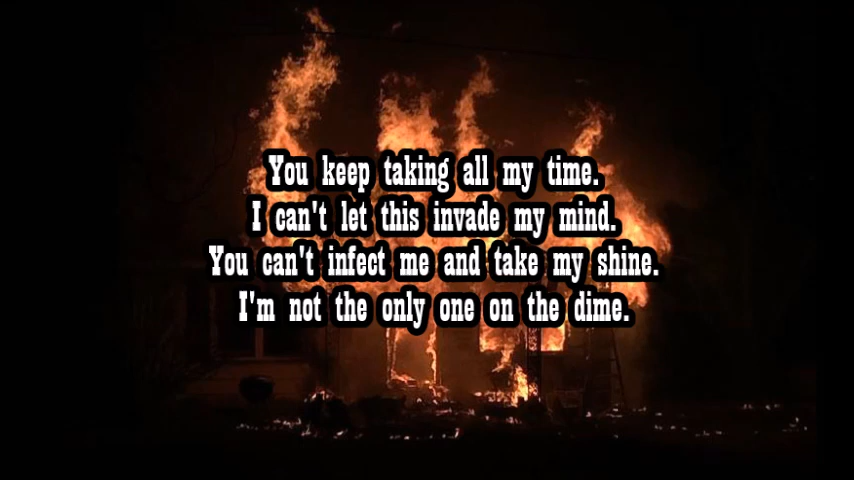 You keep taking all my time.
I can't let this invade my mind.
You can't infect me and take my shine.
I'm not the only one on the dime.